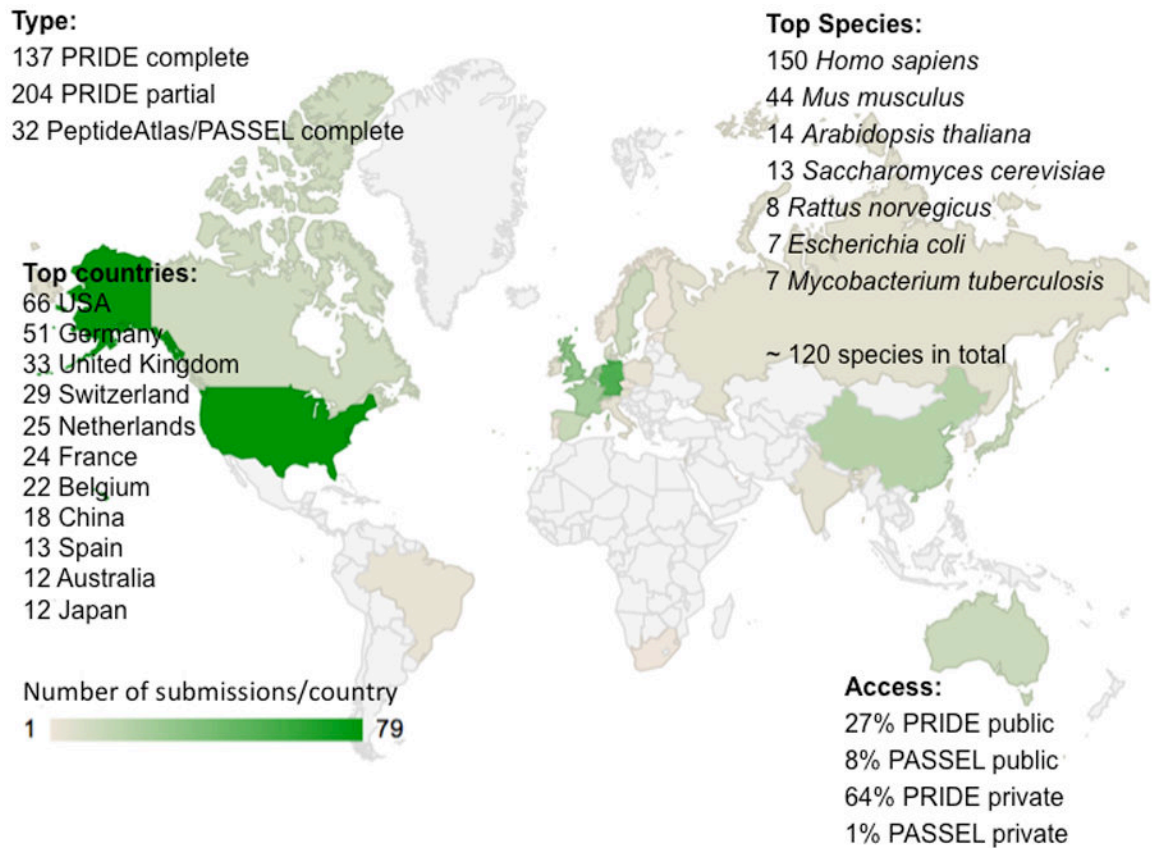 Type:
137 PRIDE complete
204 PRIDE partial
32 PeptideAtlas/PASSEL complete
Top Species:
150 Homo sapiens
44 Mus musculus
14 Arabidopsis thaliana
13 Saccharomyces cerevisiae
8 Rattus norvegicus
7 Escherichia coli
7 Mycobacterium tuberculosis
~ 120 species in total
Top countries:
66 USA
51 Germany
33 United Kingdom
29 Switzerland
25 Netherlands
24 France
22 Belgium
18 China
13 Spain
12 Australia
12 Japan
Number of submissions/country
1 79
Access:
27% PRIDE public
8% PASSEL public
64% PRIDE private
1% PASSEL private